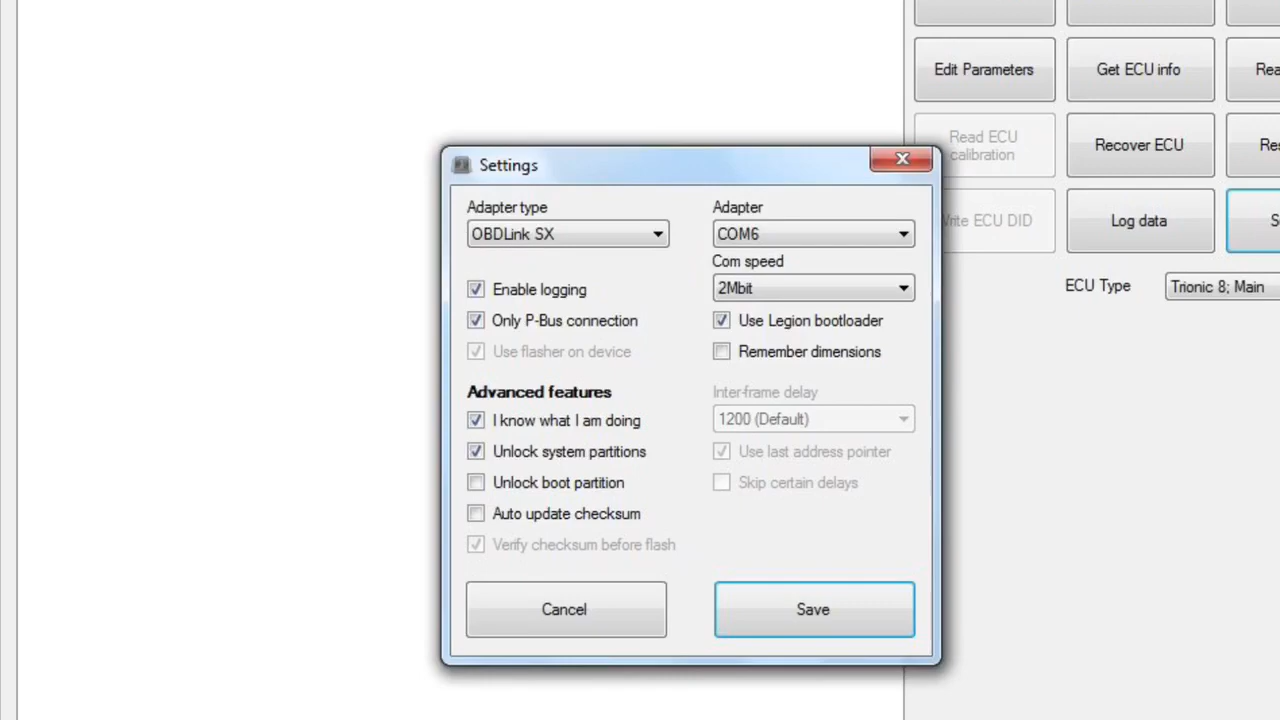 Edit Parameters
Get ECU info
Read ECU
calibration
Recover ECU
Write ECU DID
Log data
ECU Type
Trionic 8; Main
Settings
Adapter type
Adapter
OBDLink SX
COM6
Com speed
2Mbit
Enable logging
Only P-Bus connection
Use Legion bootloader
Use flasher on device
Remember dimensions
Advanced features
Inter-frame delay
I know what I am doing
1200 (Default)
Unlock system partitions
Use last address pointer
Unlock boot partition
Skip certain delays
Auto update checksum
Verify checksum before flash
Cancel
Save